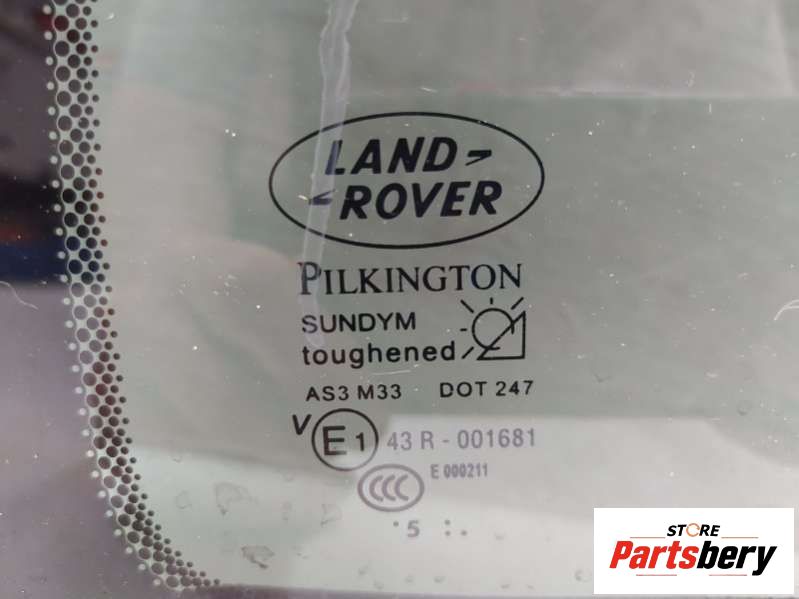 LAND
ROVER
PILKINGTON
SUNDYM
toughened
AS3 M33 DOT 247
V E1 43 R - 001681
E 000211
CCC
5
STORE
Partsbery